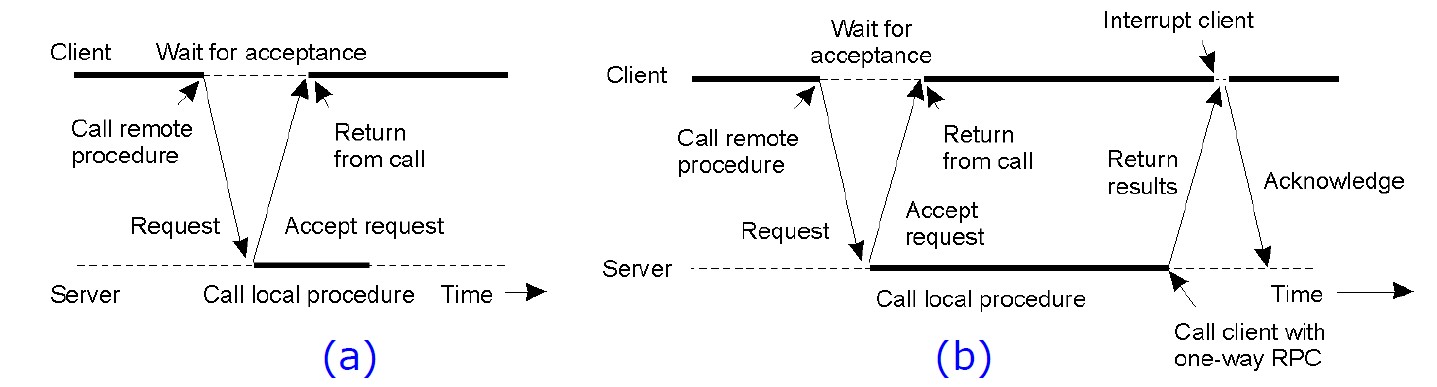 Client
Wait for acceptance
Call remote
procedure
Return
from call
Request
Accept request
Server
Call local procedure
Time
(a)
Interrupt client
Wait for
acceptance
Client
Call remote
procedure
Return
from call
Return
results
Acknowledge
Request
Accept
request
Server
Call local procedure
Time
Call client with
one-way RPC
(b)